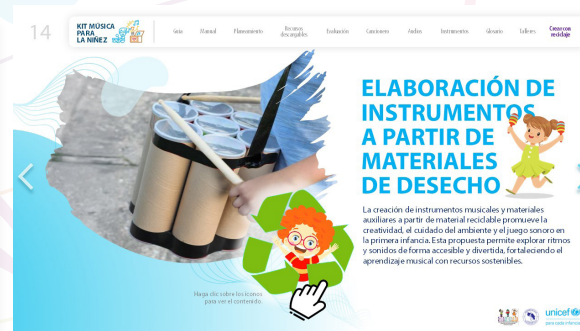 14
KIT MÚSICA
PARA
LA NIÑEZ
Guía
Manual
Planeamiento
Recursos
descargables
Evaluación
Cancionero
Audios
Instrumentos
Glosario
Talleres
Crear con
reciclaje
ELABORACIÓN DE
INSTRUMENTOS
A PARTIR DE
MATERIALES
DE DESECHO
La creación de instrumentos musicales y materiales
auxiliares a partir de material reciclable promueve la
creatividad, el cuidado del ambiente y el juego sonoro en
la primera infancia. Esta propuesta permite explorar ritmos
y sonidos de forma accesible y divertida, fortaleciendo el
aprendizaje musical con recursos sostenibles.
Haga clic sobre los íconos
para ver el contenido.
unicef
para cada infancia